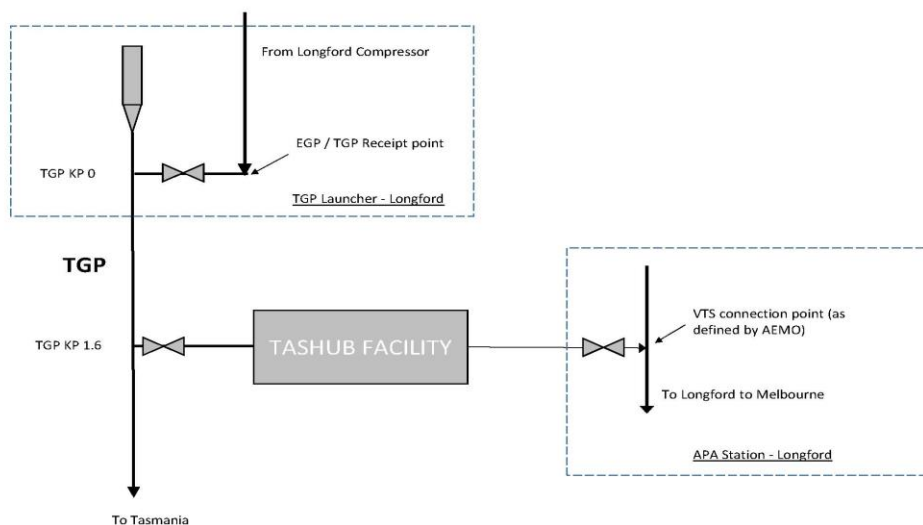 From Longford Compressor
EGP / TGP Receipt point
TGP KP 0
TGP Launcher - Longford
TGP
VTS connection point (as
defined by AEMO)
TGP KP 1.6
TASHUB FACILITY
To Longford to Melbourne
APA Station - Longford
To Tasmania